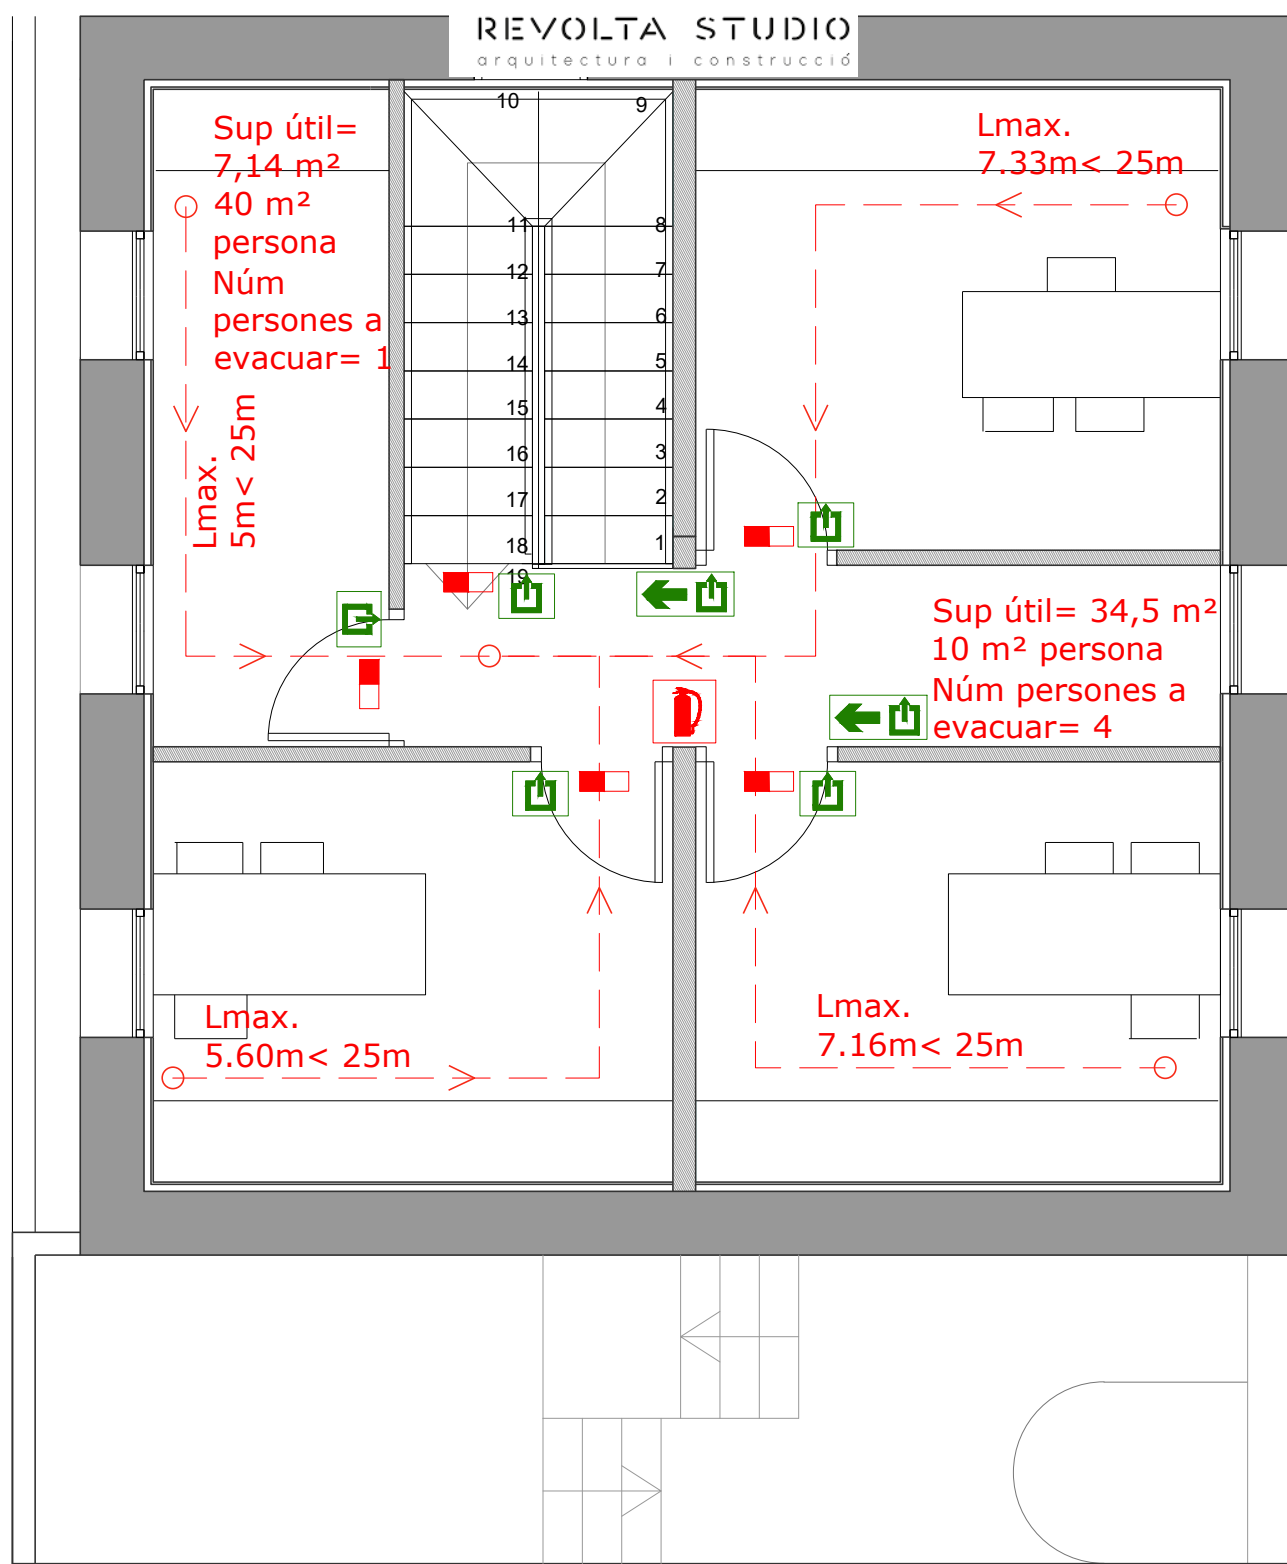 REVOLTA STUDIO
arquitectura i construcció
10
9
Sup útil=
7,14 m²
40 m²
persona
Núm
persones a
evacuar= 1
Lmax.
5m< 25m
11
12
13
14
15
16
17
18
19
8
7
6
5
4
3
2
1
Lmax.
7.33m< 25m
Sup útil= 34,5 m²
10 m² persona
Núm persones a
evacuar= 4
Lmax.
5.60m< 25m
Lmax.
7.16m< 25m